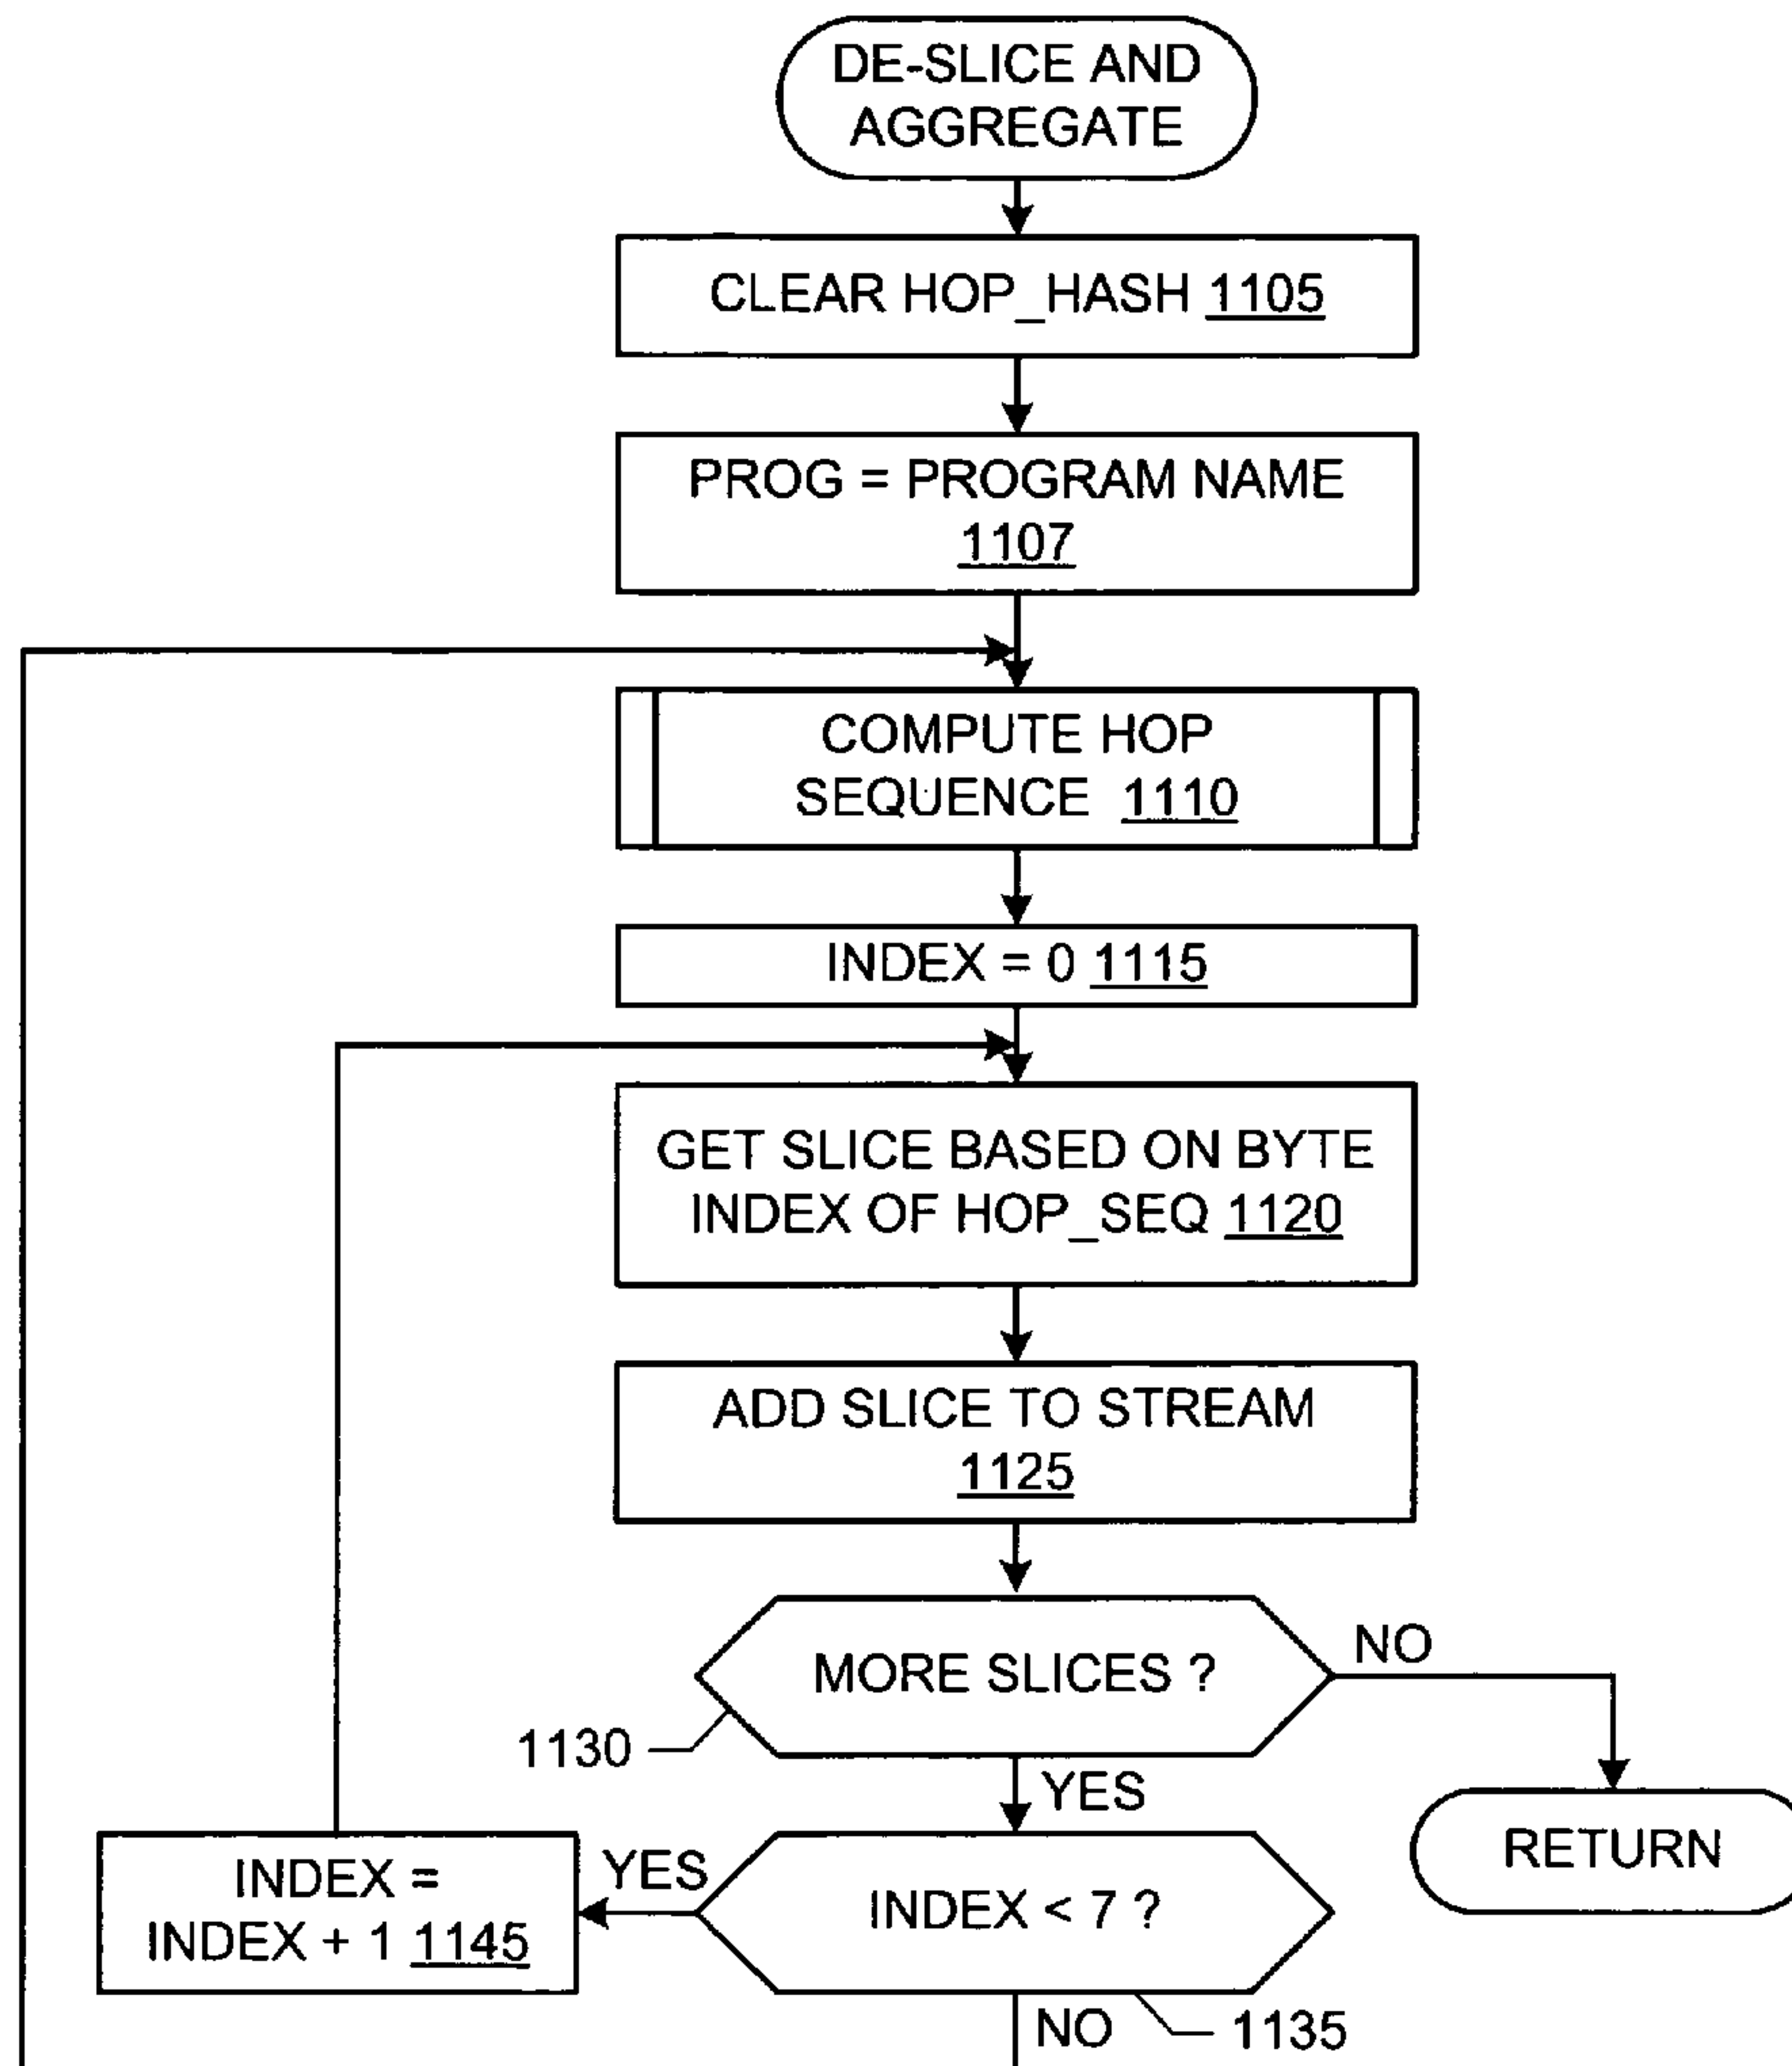 DE-SLICE AND
AGGREGATE
CLEAR HOP_HASH 1105
PROG = PROGRAM NAME
1107
COMPUTE HOP
SEQUENCE 1110
INDEX = 0 1115
GET SLICE BASED ON BYTE
INDEX OF HOP_SEQ 1120
ADD SLICE TO STREAM
1125
MORE SLICES ?
NO
1130
YES
RETURN
INDEX =
INDEX + 1 1145
YES
INDEX < 7 ?
NO
1135